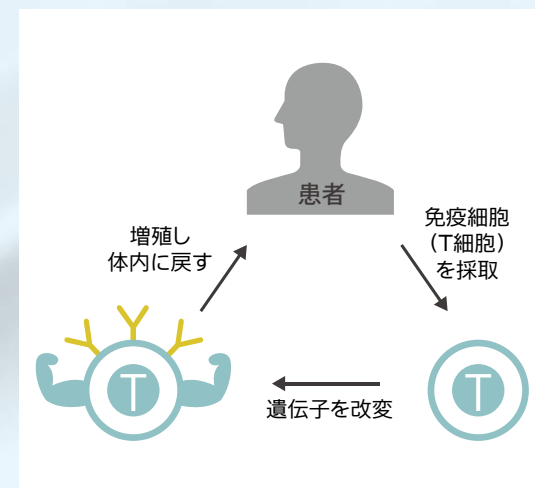 患者
免疫細胞
（T細胞）
を採取
T
遺伝子を改変
T
増殖し
体内に戻す